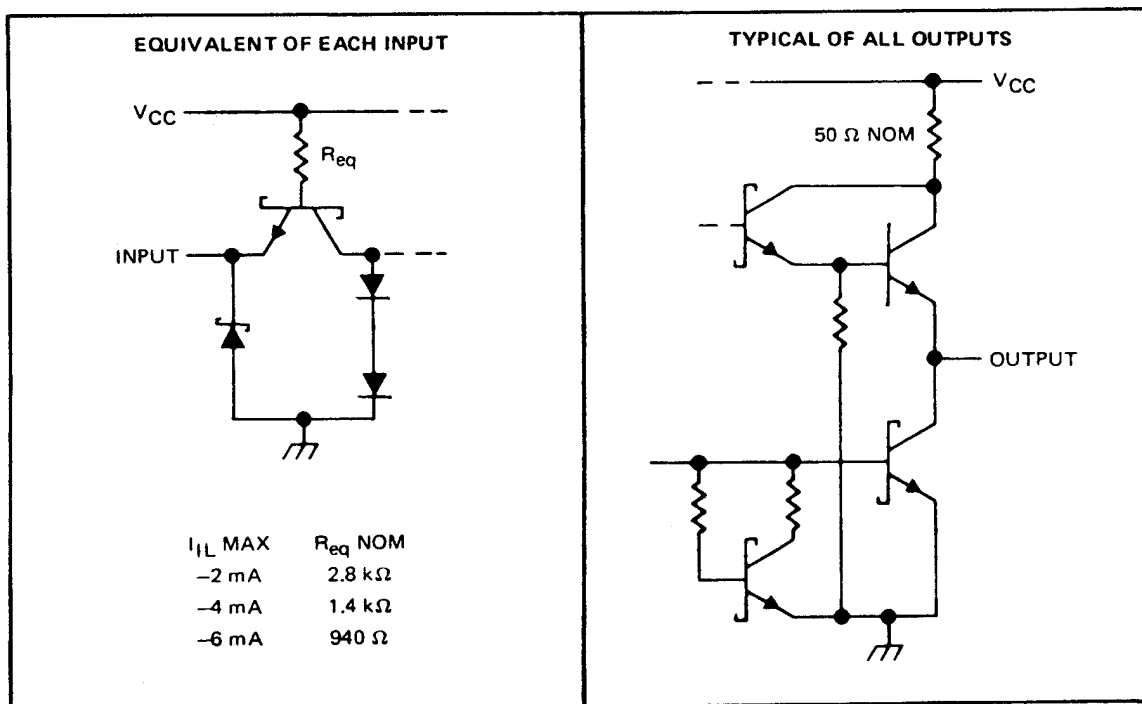 EQUIVALENT OF EACH INPUT
VCC
Req
INPUT
IIL MAX Req NOM
−2 mA 2.8 kΩ
−4 mA 1.4 kΩ
−6 mA 940 Ω
TYPICAL OF ALL OUTPUTS
VCC
50 Ω NOM
OUTPUT